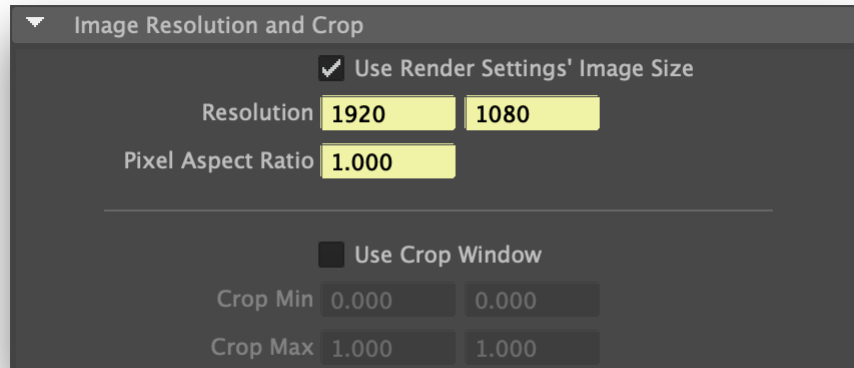 Image Resolution and Crop
Use Render Settings' Image Size
Resolution 1920 1080
Pixel Aspect Ratio 1.000
Use Crop Window
Crop Min 0.000 0.000
Crop Max 1.000 1.000